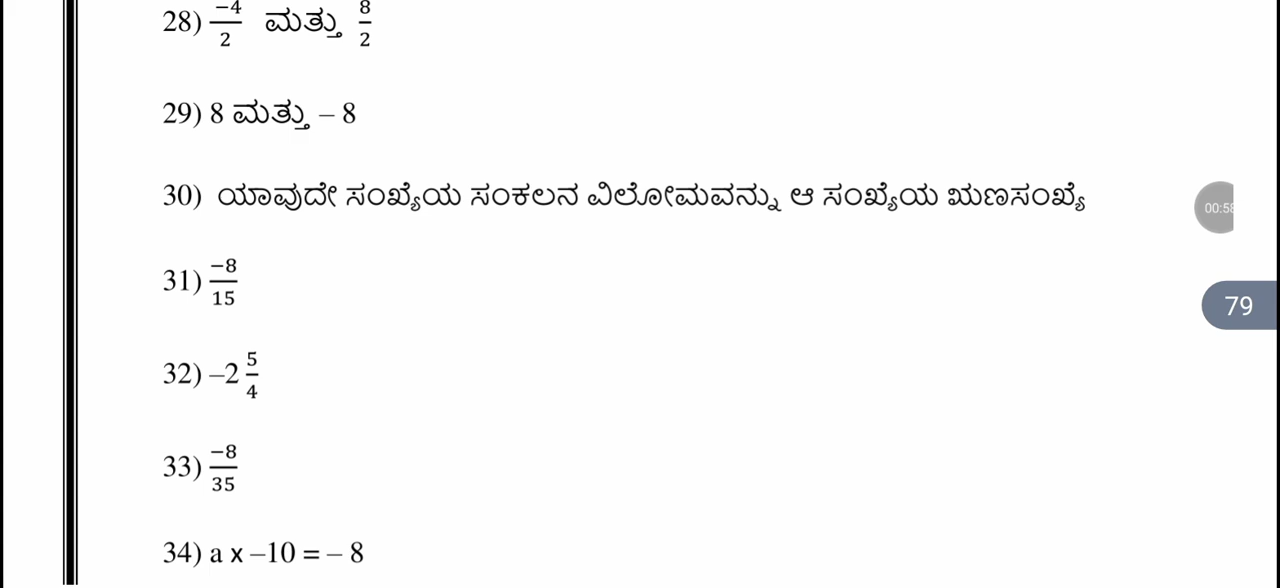 28) −4/2 ಮತ್ತು 8/2
29) 8 ಮತ್ತು – 8
30) ಯಾವುದೇ ಸಂಖ್ಯೆಯ ಸಂಕಲನ ವಿಲೋಮವನ್ನು ಆ ಸಂಖ್ಯೆಯ ಋಣಸಂಖ್ಯೆ
00:58
31) −8/15
79
32) –2 5/4
33) −8/35
34) a x –10 = – 8